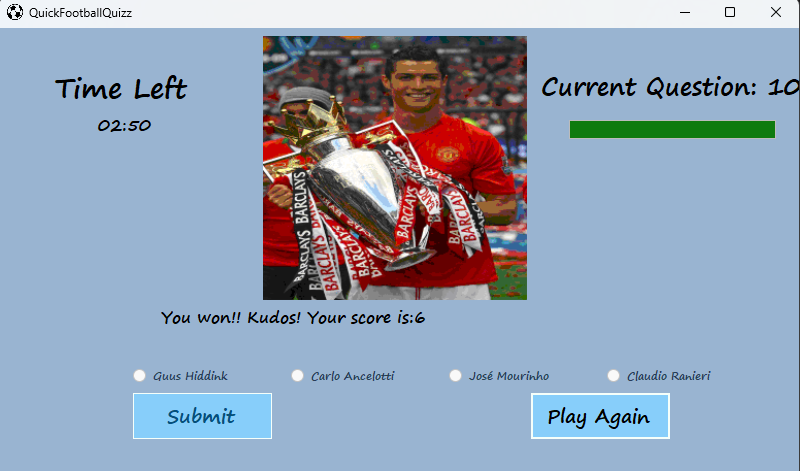 QuickFootballQuizz
Time Left
02:50
Current Question: 10
BARCLAYS BARCLAYS BARCLAYS BARCLAYS
You won!! Kudos! Your score is:6
Guus Hiddink Carlo Ancelotti José Mourinho Claudio Ranieri
Submit Play Again